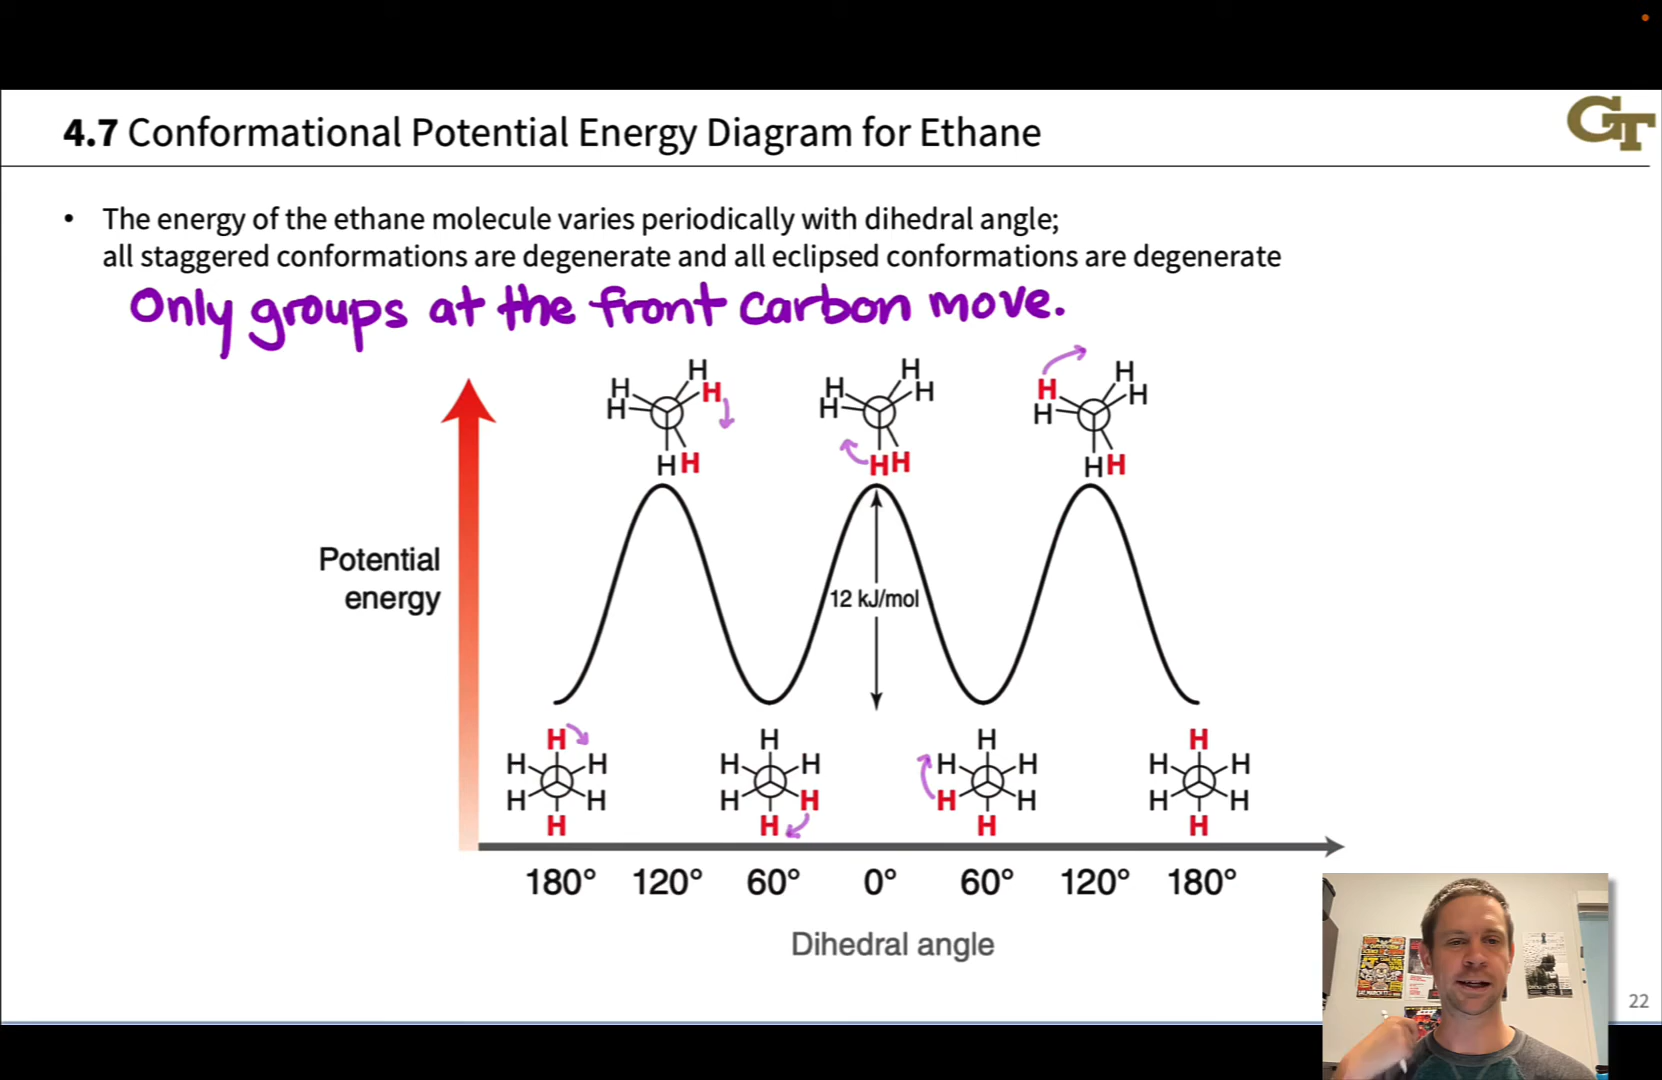 4.7 Conformational Potential Energy Diagram for Ethane
GT
• The energy of the ethane molecule varies periodically with dihedral angle;
all staggered conformations are degenerate and all eclipsed conformations are degenerate
Only groups at the front carbon move.
H H H H H H
H H H H H H
H H H H H H
Potential
energy
12 kJ/mol
H H H H
H H H H H H H H
H H H H H H H H
H H H H
180° 120° 60° 0° 60° 120° 180°
Dihedral angle
22